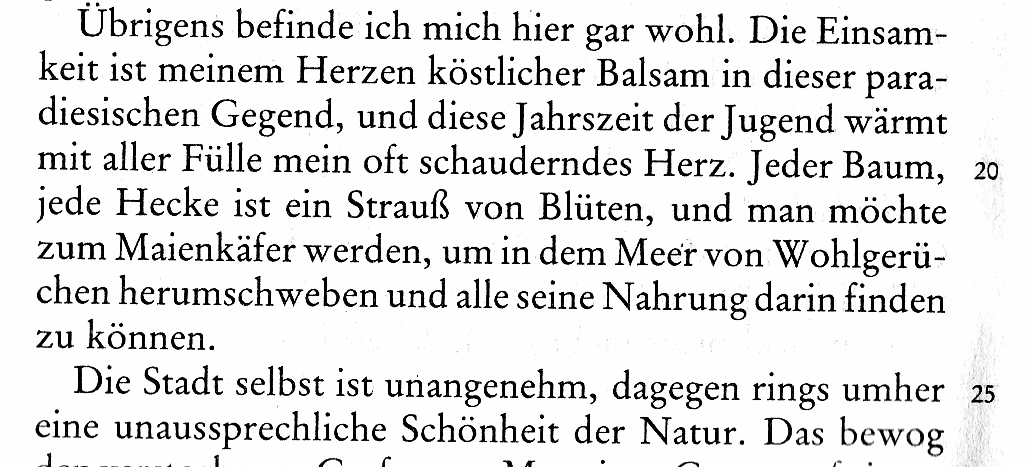 Übrigens befinde ich mich hier gar wohl. Die Einsam-
keit ist meinem Herzen köstlicher Balsam in dieser para-
diesischen Gegend, und diese Jahrszeit der Jugend wärmt
mit aller Fülle mein oft schauderndes Herz. Jeder Baum, 20
jede Hecke ist ein Strauß von Blüten, und man möchte
zum Maienkäfer werden, um in dem Meer von Wohlgerü-
chen herumschweben und alle seine Nahrung darin finden
zu können.
Die Stadt selbst ist unangenehm, dagegen rings umher 25
eine unaussprechliche Schönheit der Natur. Das bewog